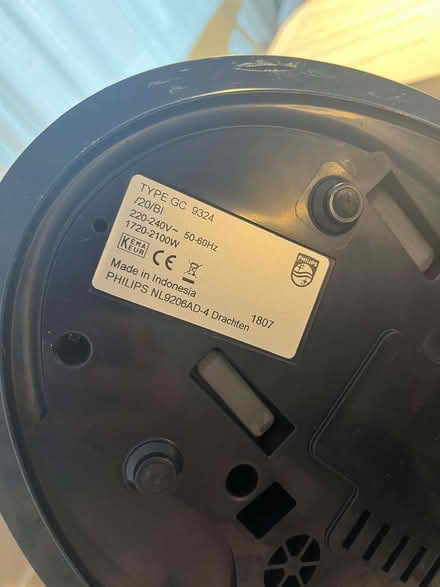 TYPE GC 9324
/20/BI
220-240V~ 50-60Hz
1720-2100W
KEMA
KEUR
CE
Made in Indonesia
PHILIPS NL9206AD-4 Drachten 1807
PHILIPS